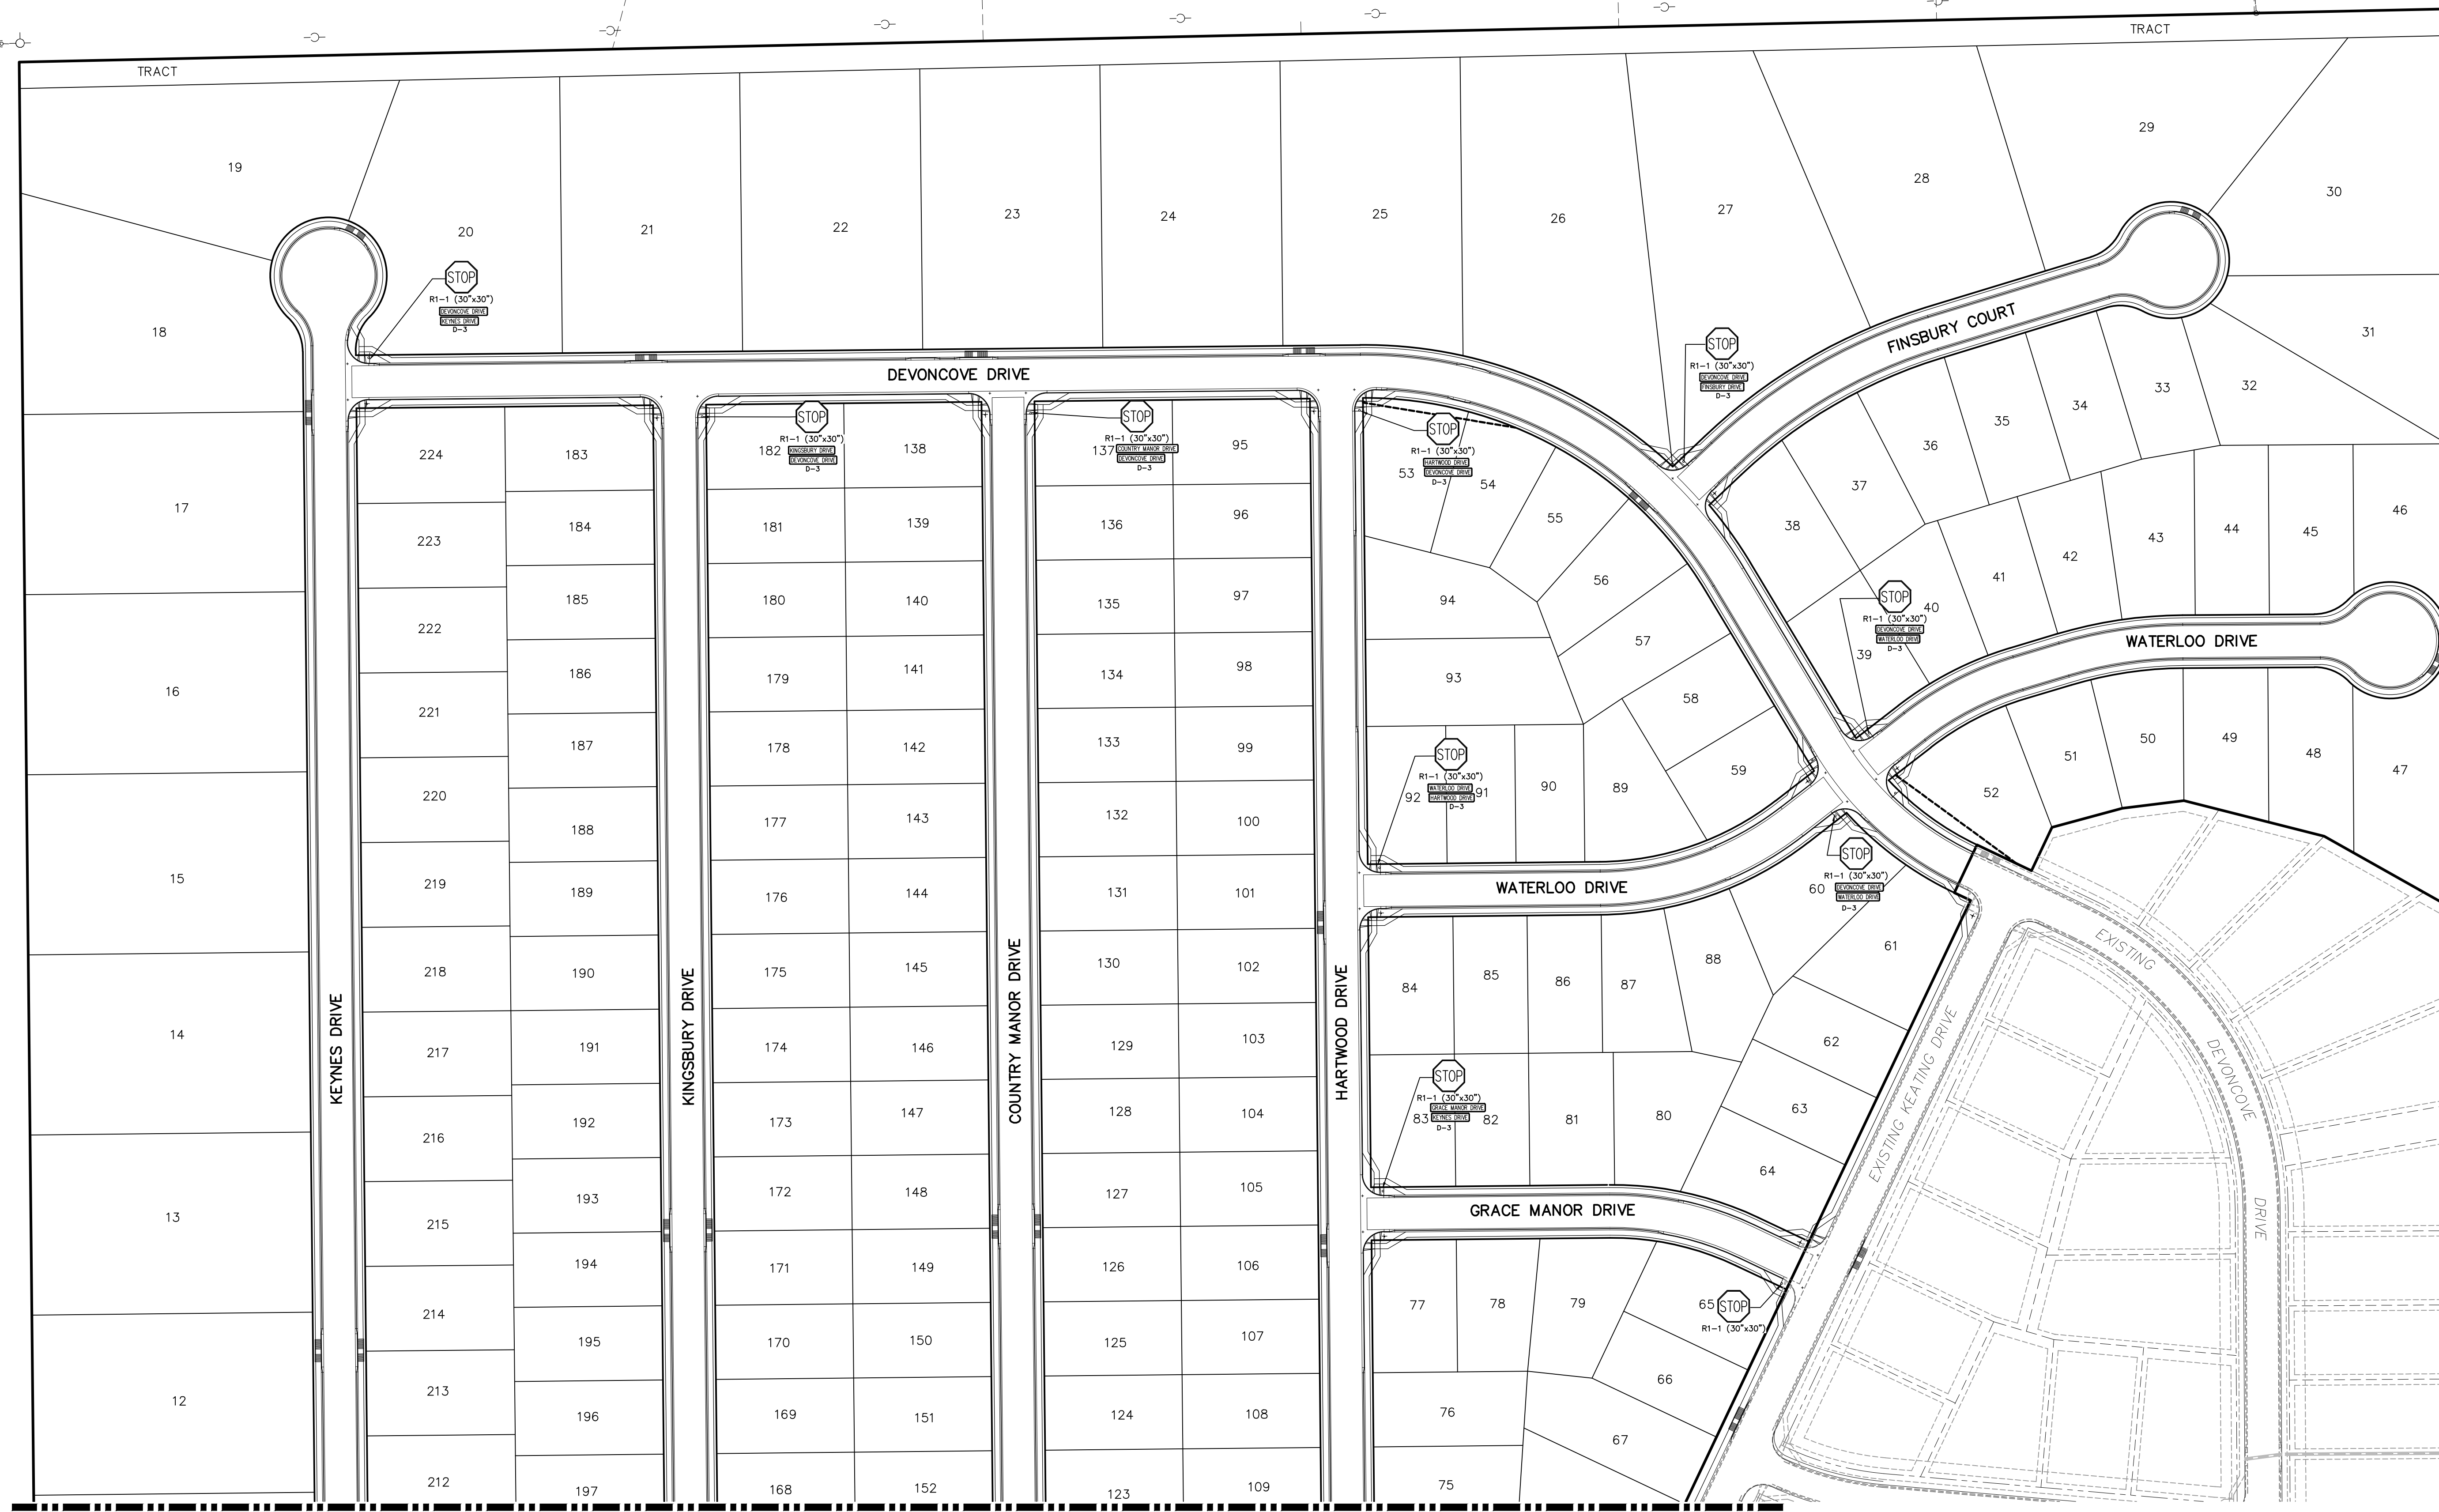 TRACT
TRACT
19
20
21
22
23
24
25
26
27
28
29
30
31
18
17
16
15
14
13
12
STOP
R1-1 (30"x30")
DEVONCOVE DRIVE
KEYNES DRIVE
D-3
DEVONCOVE DRIVE
STOP
R1-1 (30"x30")
KINGSBURY DRIVE
DEVONCOVE DRIVE
D-3
STOP
R1-1 (30"x30")
COUNTRY MANOR DRIVE
DEVONCOVE DRIVE
D-3
STOP
R1-1 (30"x30")
HARTWOOD DRIVE
DEVONCOVE DRIVE
D-3
STOP
R1-1 (30"x30")
DEVONCOVE DRIVE
FINSBURY DRIVE
D-3
FINSBURY COURT
KEYNES DRIVE
224
223
222
221
220
219
218
217
216
215
214
213
212
183
184
185
186
187
188
189
190
191
192
193
194
195
196
197
KINGSBURY DRIVE
182
181
180
179
178
177
176
175
174
173
172
171
170
169
168
138
139
140
141
142
143
144
145
146
147
148
149
150
151
152
COUNTRY MANOR DRIVE
137
136
135
134
133
132
131
130
129
128
127
126
125
124
123
95
96
97
98
99
100
101
102
103
104
105
106
107
108
109
HARTWOOD DRIVE
53
54
55
56
57
58
59
94
93
92
91
90
89
STOP
R1-1 (30"x30")
WATERLOO DRIVE
HARTWOOD DRIVE
D-3
WATERLOO DRIVE
38
37
36
35
34
33
32
39
40
41
42
43
44
45
46
STOP
R1-1 (30"x30")
DEVONCOVE DRIVE
WATERLOO DRIVE
D-3
WATERLOO DRIVE
52
51
50
49
48
47
STOP
R1-1 (30"x30")
DEVONCOVE DRIVE
WATERLOO DRIVE
D-3
60
61
62
63
64
84
85
86
87
88
83
82
81
80
STOP
R1-1 (30"x30")
GRACE MANOR DRIVE
KEYNES DRIVE
D-3
GRACE MANOR DRIVE
77
78
79
65
STOP
R1-1 (30"x30")
66
67
76
75
EXISTING KEATING DRIVE
EXISTING
DEVONCOVE
DRIVE